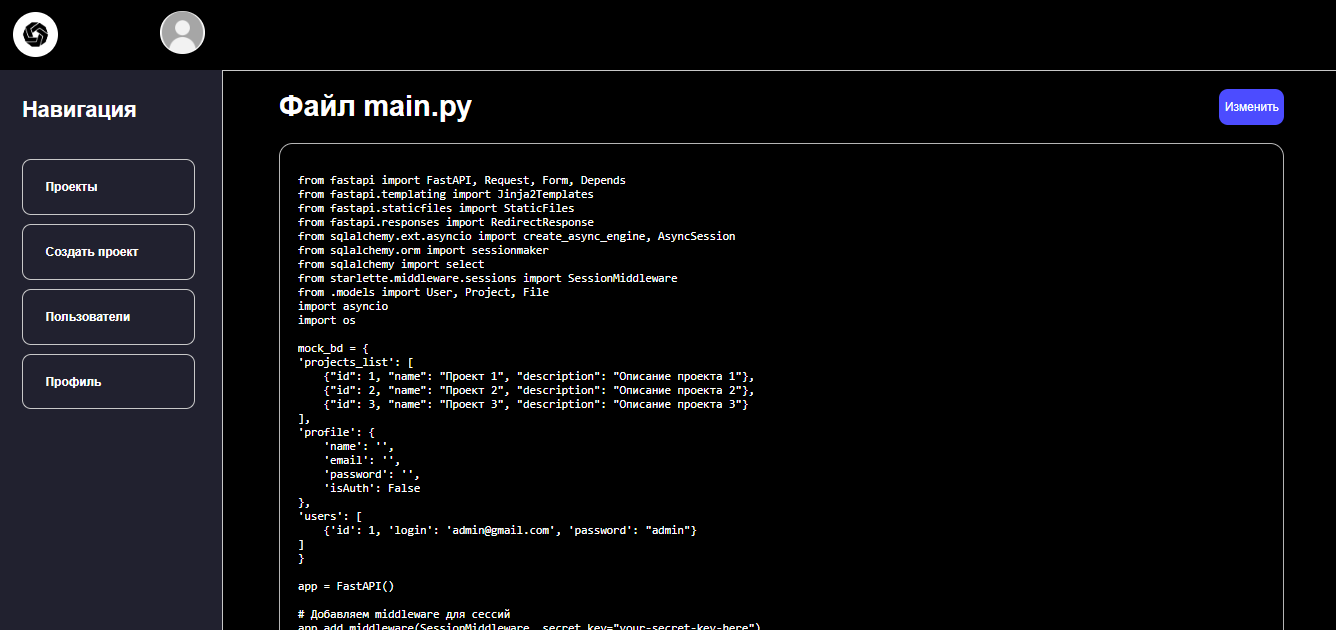 Навигация
Проекты
Создать проект
Пользователи
Профиль
Файл main.py
Изменить
from fastapi import FastAPI, Request, Form, Depends
from fastapi.templating import Jinja2Templates
from fastapi.staticfiles import StaticFiles
from fastapi.responses import RedirectResponse
from sqlalchemy.ext.asyncio import create_async_engine, AsyncSession
from sqlalchemy.orm import sessionmaker
from sqlalchemy import select
from starlette.middleware.sessions import SessionMiddleware
from .models import User, Project, File
import asyncio
import os
mock_bd = {
'projects_list': [
    {"id": 1, "name": "Проект 1", "description": "Описание проекта 1"},
    {"id": 2, "name": "Проект 2", "description": "Описание проекта 2"},
    {"id": 3, "name": "Проект 3", "description": "Описание проекта 3"}
],
'profile': {
    'name': '',
    'email': '',
    'password': '',
    'isAuth': False
},
'users': [
    {'id': 1, 'login': 'admin@gmail.com', 'password': "admin"}
]
}
app = FastAPI()
# Добавляем middleware для сессий
app.add_middleware(SessionMiddleware, secret_key="your-secret-key-here")